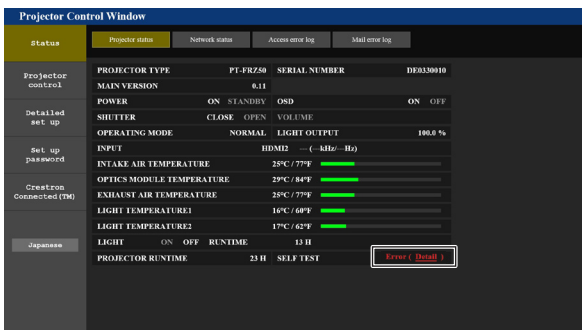 Projector Control Window
Status
Projector status Network status Access error log Mail error log
Projector control
Detailed set up
Set up password
Crestron Connected(TM)
Japanese
PROJECTOR TYPE PT-FRZ50 SERIAL NUMBER DE0330010
MAIN VERSION 0.11
POWER ON STANDBY OSD ON OFF
SHUTTER CLOSE OPEN VOLUME
OPERATING MODE NORMAL LIGHT OUTPUT 100.0 %
INPUT HDMI2 --- (---kHz/---Hz)
INTAKE AIR TEMPERATURE 25°C / 77°F
OPTICS MODULE TEMPERATURE 29°C / 84°F
EXHAUST AIR TEMPERATURE 25°C / 77°F
LIGHT TEMPERATURE1 16°C / 60°F
LIGHT TEMPERATURE2 17°C / 62°F
LIGHT ON OFF RUNTIME 13 H
PROJECTOR RUNTIME 23 H SELF TEST Error ( Detail )